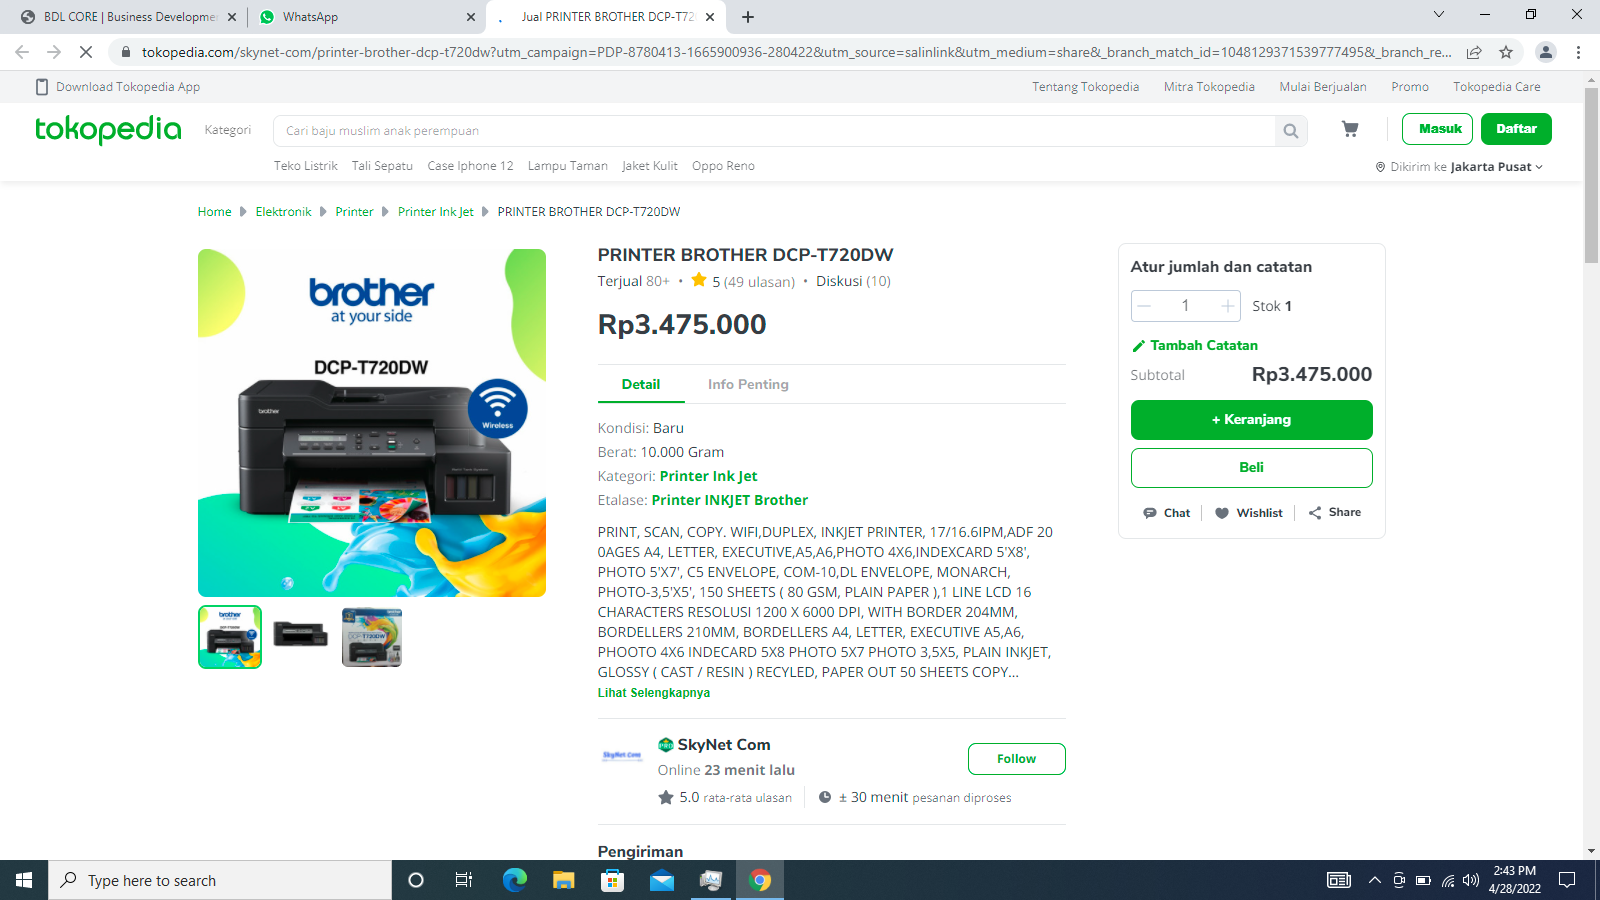 BDL CORE | Business Developme
WhatsApp
Jual PRINTER BROTHER DCP-T72
tokopedia.com/skynet-com/printer-brother-dcp-t720dw?utm_campaign=PDP-8780413-1665900936-280422&utm_source=salinlink&utm_medium=share&_branch_match_id=1048129371539777495&_branch_re...
Download Tokopedia App
Tentang Tokopedia
Mitra Tokopedia
Mulai Berjualan
Promo
Tokopedia Care
tokopedia
Kategori
Cari baju muslim anak perempuan
Masuk
Daftar
Teko Listrik
Tali Sepatu
Case Iphone 12
Lampu Taman
Jaket Kulit
Oppo Reno
Dikirim ke Jakarta Pusat
Home
Elektronik
Printer
Printer Ink Jet
PRINTER BROTHER DCP-T720DW
brother
at your side
DCP-T720DW
brother
Wireless
PRINTER BROTHER DCP-T720DW
Terjual 80+ • 5 (49 ulasan) • Diskusi (10)
Rp3.475.000
Detail
Info Penting
Kondisi: Baru
Berat: 10.000 Gram
Kategori: Printer Ink Jet
Etalase: Printer INKJET Brother
PRINT, SCAN, COPY. WIFI,DUPLEX, INKJET PRINTER, 17/16.6IPM,ADF 20
0AGES A4, LETTER, EXECUTIVE,A5,A6,PHOTO 4X6,INDEXCARD 5'X8',
PHOTO 5'X7', C5 ENVELOPE, COM-10,DL ENVELOPE, MONARCH,
PHOTO-3,5'X5', 150 SHEETS ( 80 GSM, PLAIN PAPER ),1 LINE LCD 16
CHARACTERS RESOLUSI 1200 X 6000 DPI, WITH BORDER 204MM,
BORDELLERS 210MM, BORDELLERS A4, LETTER, EXECUTIVE A5,A6,
PHOOTO 4X6 INDECARD 5X8 PHOTO 5X7 PHOTO 3,5X5, PLAIN INKJET,
GLOSSY ( CAST / RESIN ) RECYLED, PAPER OUT 50 SHEETS COPY...
Lihat Selengkapnya
SkyNet Com
PRO SkyNet Com
Online 23 menit lalu
Follow
5.0 rata-rata ulasan
± 30 menit pesanan diproses
Pengiriman
Atur jumlah dan catatan
1
Stok 1
Tambah Catatan
Subtotal
Rp3.475.000
+ Keranjang
Beli
Chat
Wishlist
Share
Type here to search
2:43 PM
4/28/2022